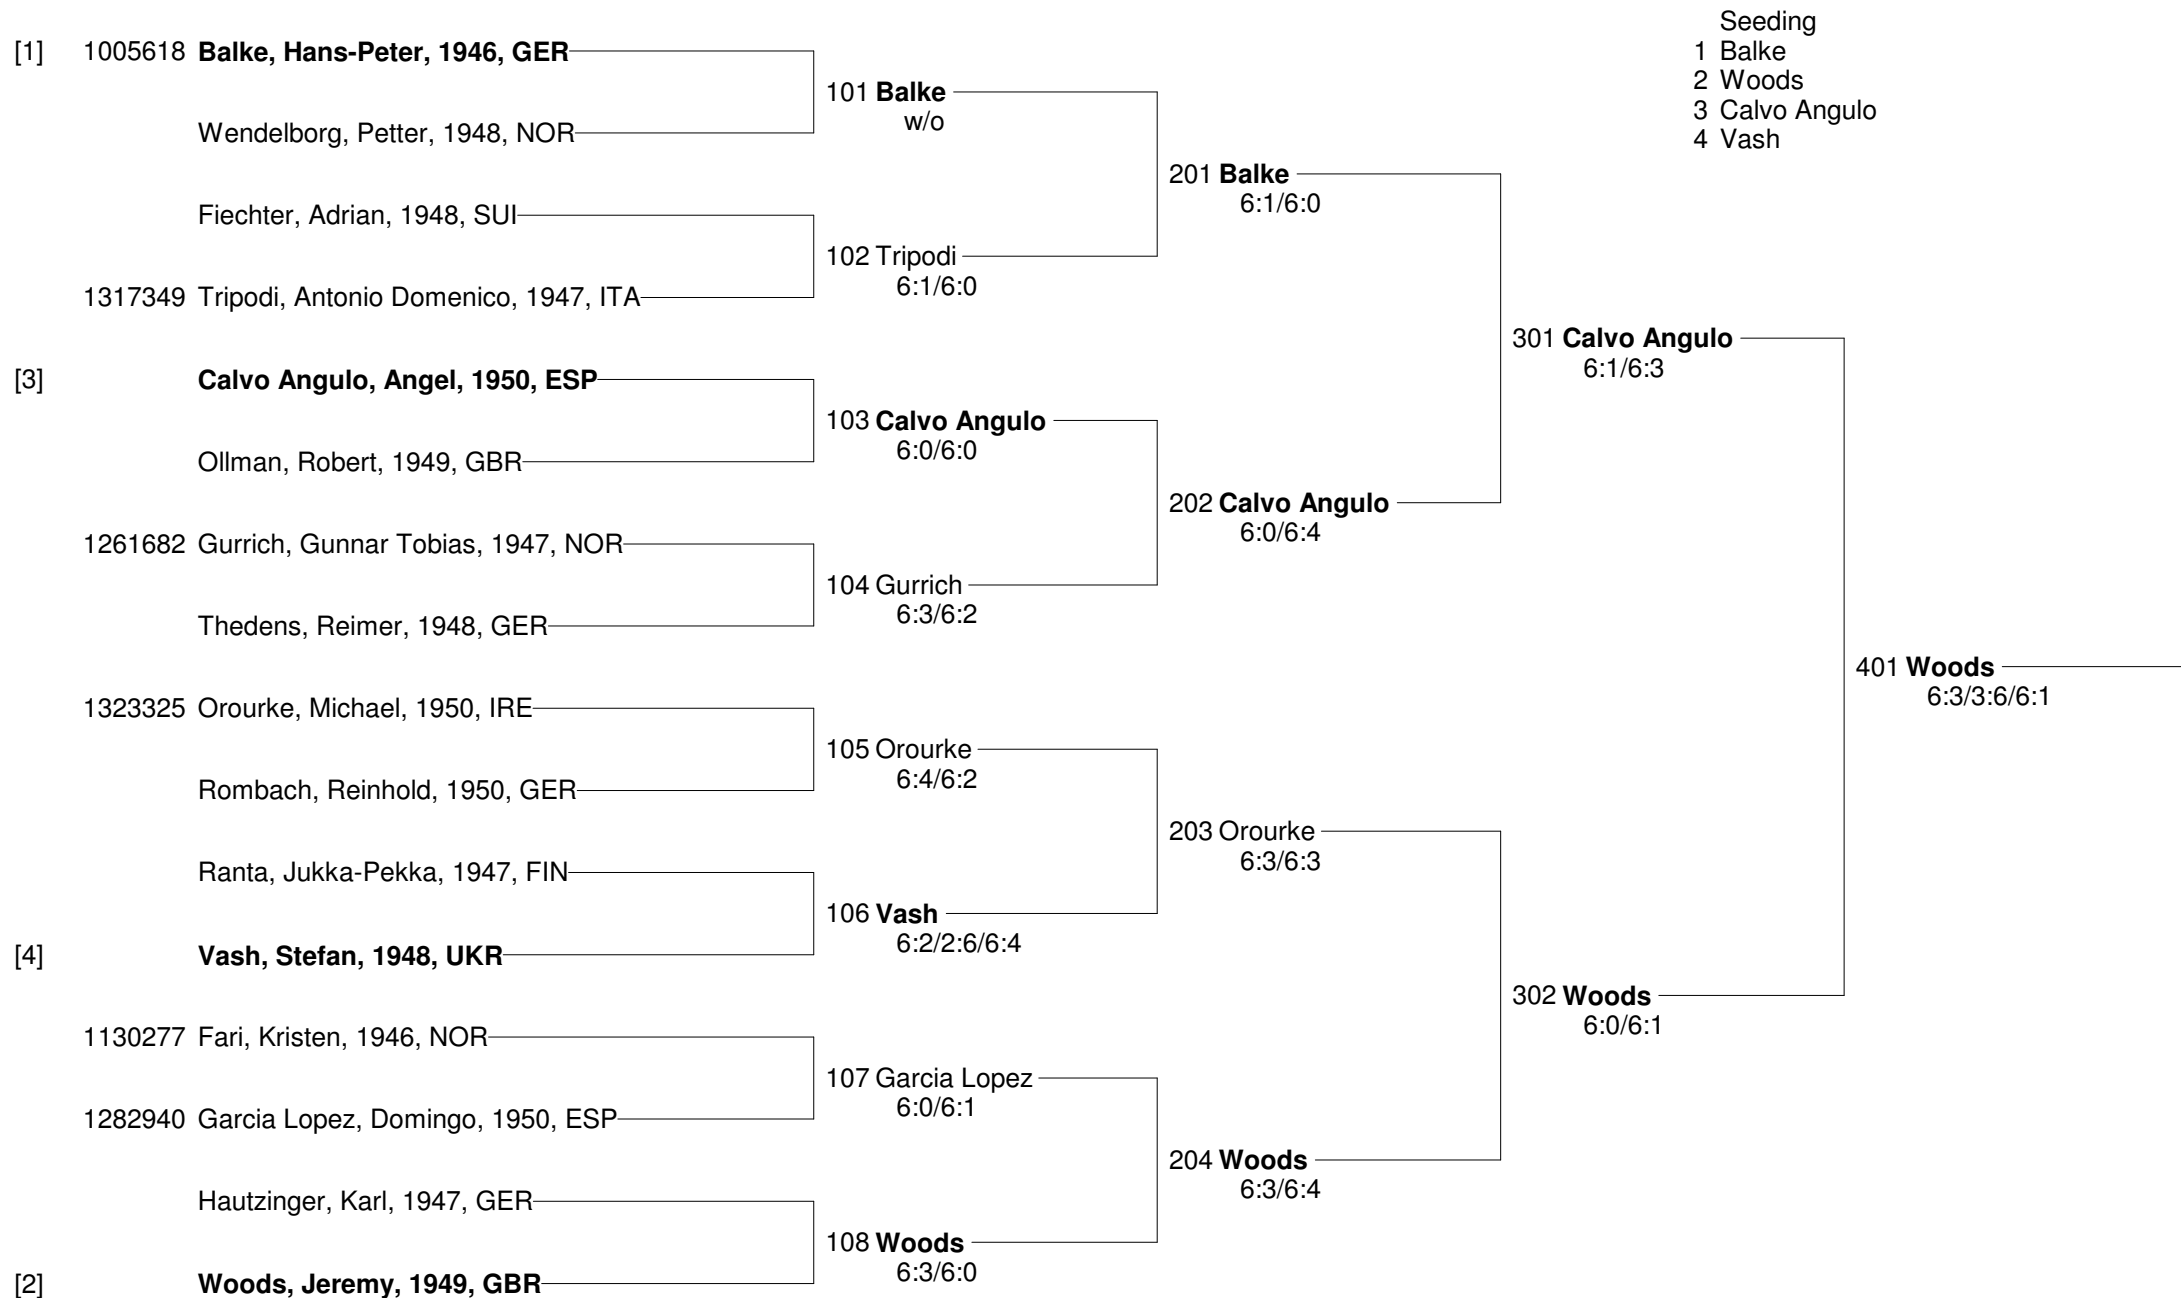 Seeding
1 Balke
2 Woods
3 Calvo Angulo
4 Vash
[1] 1005618 Balke, Hans-Peter, 1946, GER
101 Balke
w/o
Wendelborg, Petter, 1948, NOR
201 Balke
6:1/6:0
Fiechter, Adrian, 1948, SUI
102 Tripodi
6:1/6:0
1317349 Tripodi, Antonio Domenico, 1947, ITA
301 Calvo Angulo
6:1/6:3
[3] Calvo Angulo, Angel, 1950, ESP
103 Calvo Angulo
6:0/6:0
Ollman, Robert, 1949, GBR
202 Calvo Angulo
6:0/6:4
1261682 Gurrich, Gunnar Tobias, 1947, NOR
104 Gurrich
6:3/6:2
Thedens, Reimer, 1948, GER
401 Woods
6:3/3:6/6:1
1323325 Orourke, Michael, 1950, IRE
105 Orourke
6:4/6:2
Rombach, Reinhold, 1950, GER
203 Orourke
6:3/6:3
Ranta, Jukka-Pekka, 1947, FIN
106 Vash
6:2/2:6/6:4
[4] Vash, Stefan, 1948, UKR
302 Woods
6:0/6:1
1130277 Fari, Kristen, 1946, NOR
107 Garcia Lopez
6:0/6:1
1282940 Garcia Lopez, Domingo, 1950, ESP
204 Woods
6:3/6:4
Hautzinger, Karl, 1947, GER
108 Woods
6:3/6:0
[2] Woods, Jeremy, 1949, GBR